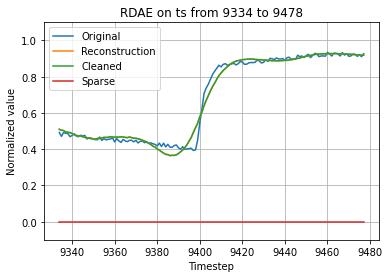 RDAE on ts from 9334 to 9478
Original
Reconstruction
Cleaned
Sparse
1.0
0.8
0.6
0.4
0.2
0.0
Normalized value
9340 9360 9380 9400 9420 9440 9460 9480
Timestep